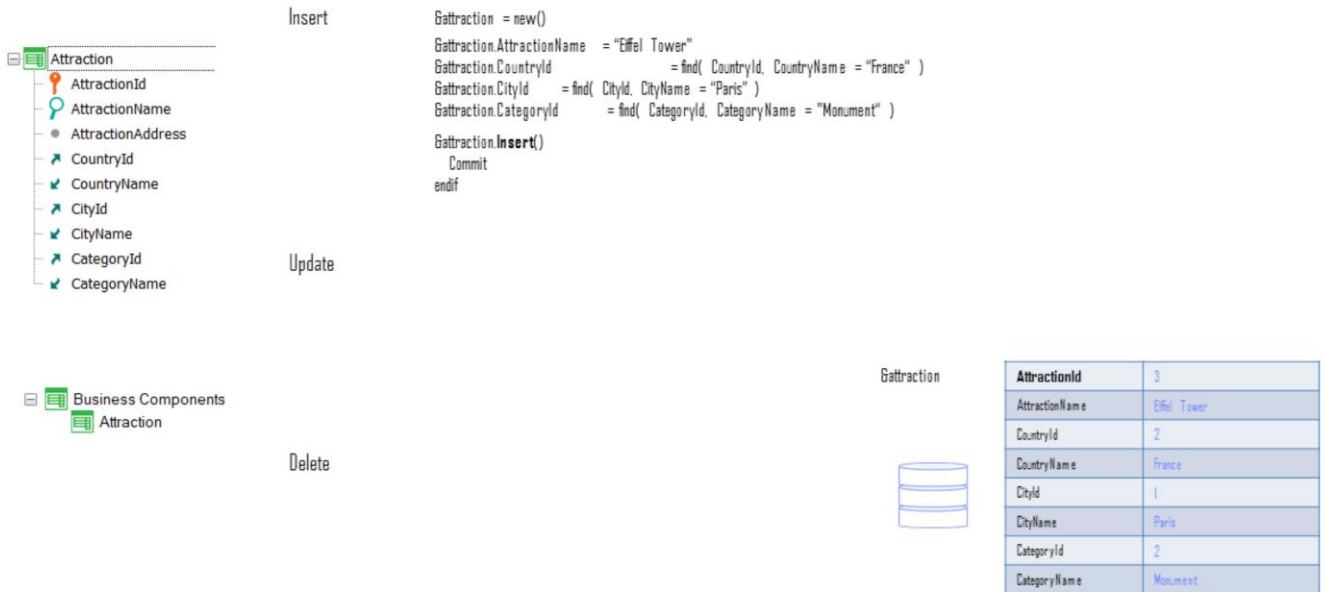 Insert
&attraction = new()
&attraction.AttractionName = "Eiffel Tower"
&attraction.CountryId = find( CountryId, CountryName = "France" )
&attraction.CityId = find( CityId, CityName = "Paris" )
&attraction.CategoryId = find( CategoryId, CategoryName = "Monument" )
&attraction.Insert()
Commit
endif
Attraction
AttractionId
AttractionName
AttractionAddress
CountryId
CountryName
CityId
CityName
CategoryId
CategoryName
Update
Business Components
Attraction
Delete
&attraction
AttractionId 3
AttractionName Eiffel Tower
CountryId 2
CountryName France
CityId 1
CityName Paris
CategoryId 2
CategoryName Monument